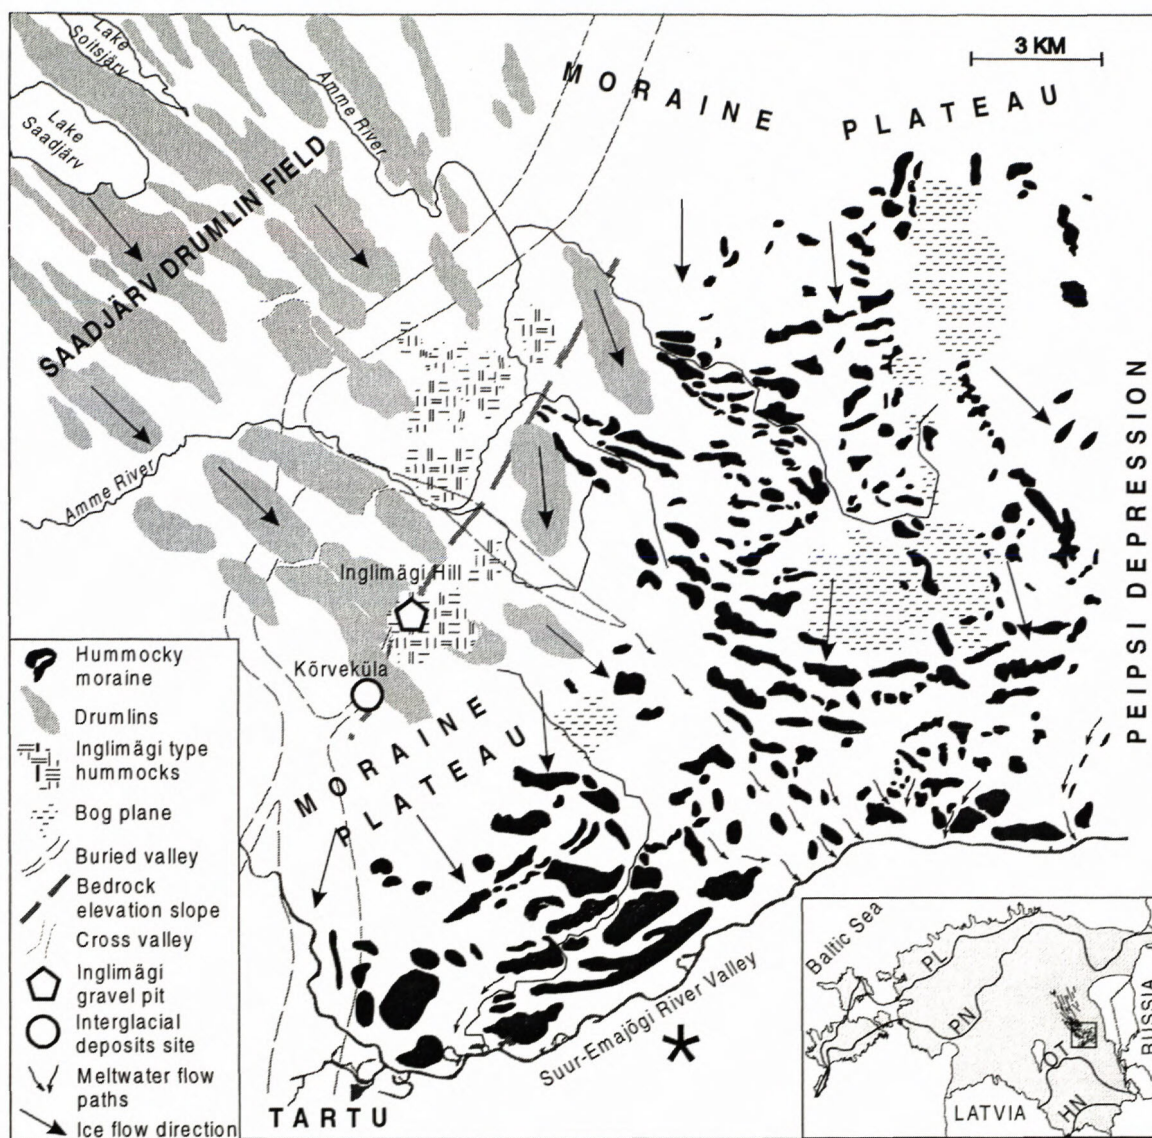 Lake
Soitsjärv
Lake
Saadjärv
Amme River
3 KM
MORAINE PLATEAU
SAADJÄRV DRUMLIN FIELD
Amme River
PEIPSI DEPRESSION
Inglimägi Hill
Kõrveküla
MORAINE
PLATEAU
Hummocky
moraine
Drumlins
Inglimägi type
hummocks
Bog plane
Buried valley
Bedrock
elevation slope
Cross valley
Inglimägi
gravel pit
Interglacial
deposits site
Meltwater flow
paths
Ice flow direction
Suur-Emajõgi River Valley
TARTU
Baltic Sea
PL
PN
OT
HN
LATVIA
RUSSIA